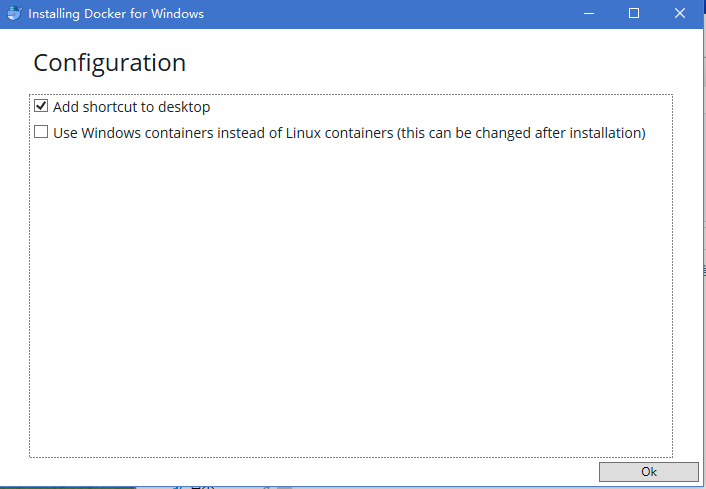 Installing Docker for Windows
Configuration
Add shortcut to desktop
Use Windows containers instead of Linux containers (this can be changed after installation)
Ok